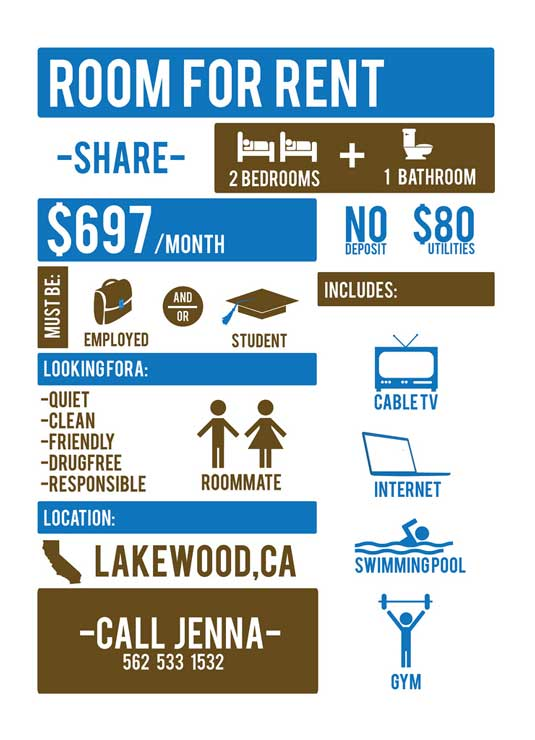 ROOM FOR RENT
-SHARE-
2 BEDROOMS + 1 BATHROOM
$697/MONTH
NO DEPOSIT
$80 UTILITIES
MUST BE:
EMPLOYED
AND
OR
STUDENT
INCLUDES:
CABLE TV
INTERNET
SWIMMING POOL
GYM
LOOKING FOR A:
-QUIET
-CLEAN
-FRIENDLY
-DRUGFREE
-RESPONSIBLE
ROOMMATE
LOCATION:
LAKEWOOD,CA
-CALL JENNA-
562 533 1532